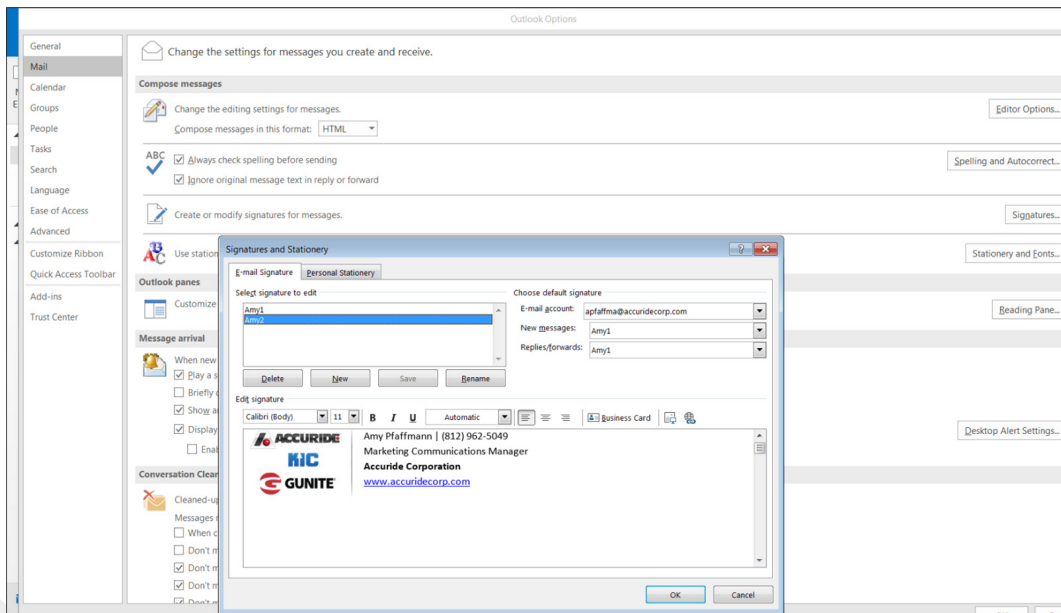 Outlook Options
General
Mail
Calendar
Groups
People
Tasks
Search
Language
Ease of Access
Advanced
Customize Ribbon
Quick Access Toolbar
Add-ins
Trust Center
Change the settings for messages you create and receive.
Compose messages
Change the editing settings for messages.
Editor Options...
Compose messages in this format: HTML
ABC
Always check spelling before sending
Spelling and Autocorrect...
Ignore original message text in reply or forward
Create or modify signatures for messages.
Signatures...
Use station
Stationery and Fonts...
Outlook panes
Customize
Reading Pane...
Message arrival
When new
Play a s
Briefly c
Show a
Display
Enab
Desktop Alert Settings...
Conversation Clear
Cleaned-up
Messages
When c
Don't m
Don't m
Don't m
Signatures and Stationery
E-mail Signature Personal Stationery
Select signature to edit
Amy1
Amy2
Delete New Save Rename
Choose default signature
E-mail account: apfaffma@accuridecorp.com
New messages: Amy1
Replies/forwards: Amy1
Edit signature
Calibri (Body) 11 B I U Automatic Business Card
ACCURIDE
KIC
GUNITE
Amy Pfaffmann | (812) 962-5049
Marketing Communications Manager
Accuride Corporation
www.accuridecorp.com
OK Cancel